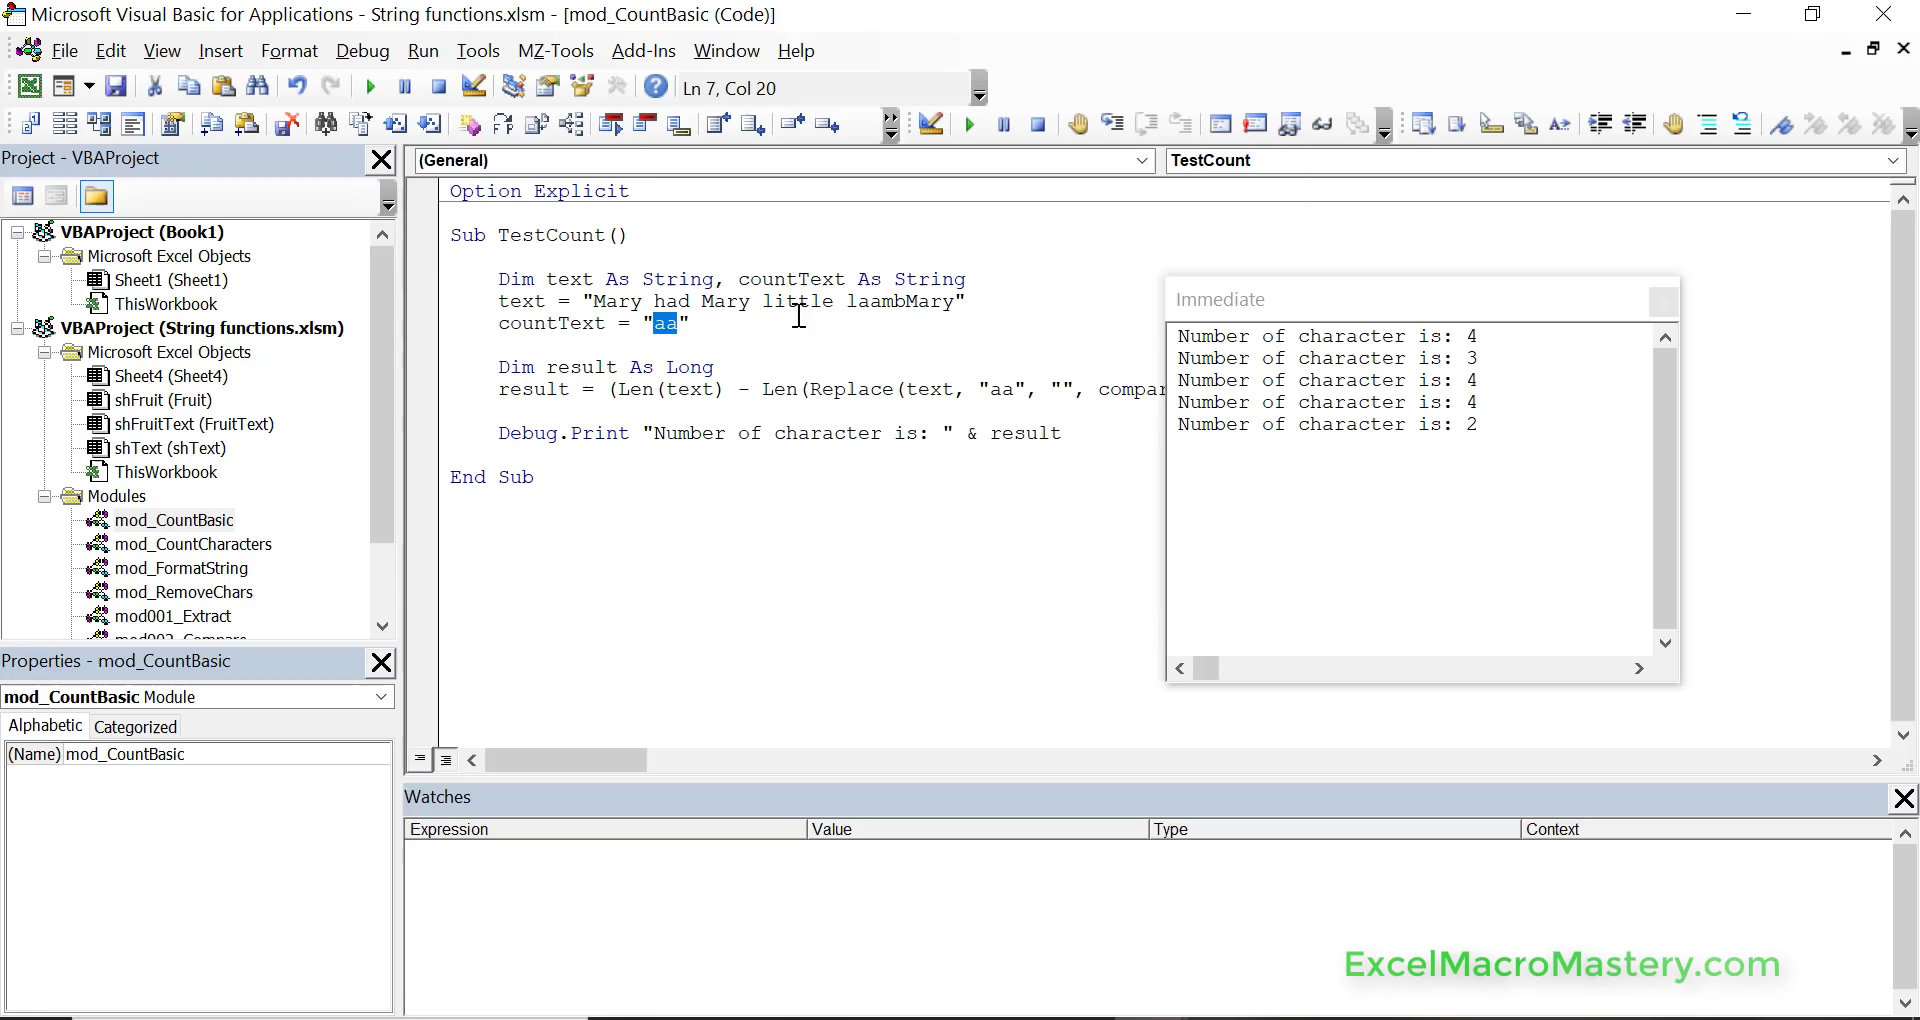 Microsoft Visual Basic for Applications - String functions.xlsm - [mod_CountBasic (Code)]
File Edit View Insert Format Debug Run Tools MZ-Tools Add-Ins Window Help
Ln 7, Col 20
Project - VBAProject
VBAProject (Book1)
Microsoft Excel Objects
Sheet1 (Sheet1)
ThisWorkbook
VBAProject (String functions.xlsm)
Microsoft Excel Objects
Sheet4 (Sheet4)
shFruit (Fruit)
shFruitText (FruitText)
shText (shText)
ThisWorkbook
Modules
mod_CountBasic
mod_CountCharacters
mod_FormatString
mod_RemoveChars
mod001_Extract
Properties - mod_CountBasic
mod_CountBasic Module
Alphabetic Categorized
(Name) mod_CountBasic
(General) TestCount
Option Explicit
Sub TestCount()
Dim text As String, countText As String
text = "Mary had Mary little laambMary"
countText = "aa"
Dim result As Long
result = (Len(text) - Len(Replace(text, "aa", "", compar
Debug.Print "Number of character is: " & result
End Sub
Immediate
Number of character is: 4
Number of character is: 3
Number of character is: 4
Number of character is: 4
Number of character is: 2
Watches
Expression Value Type Context
ExcelMacroMastery.com